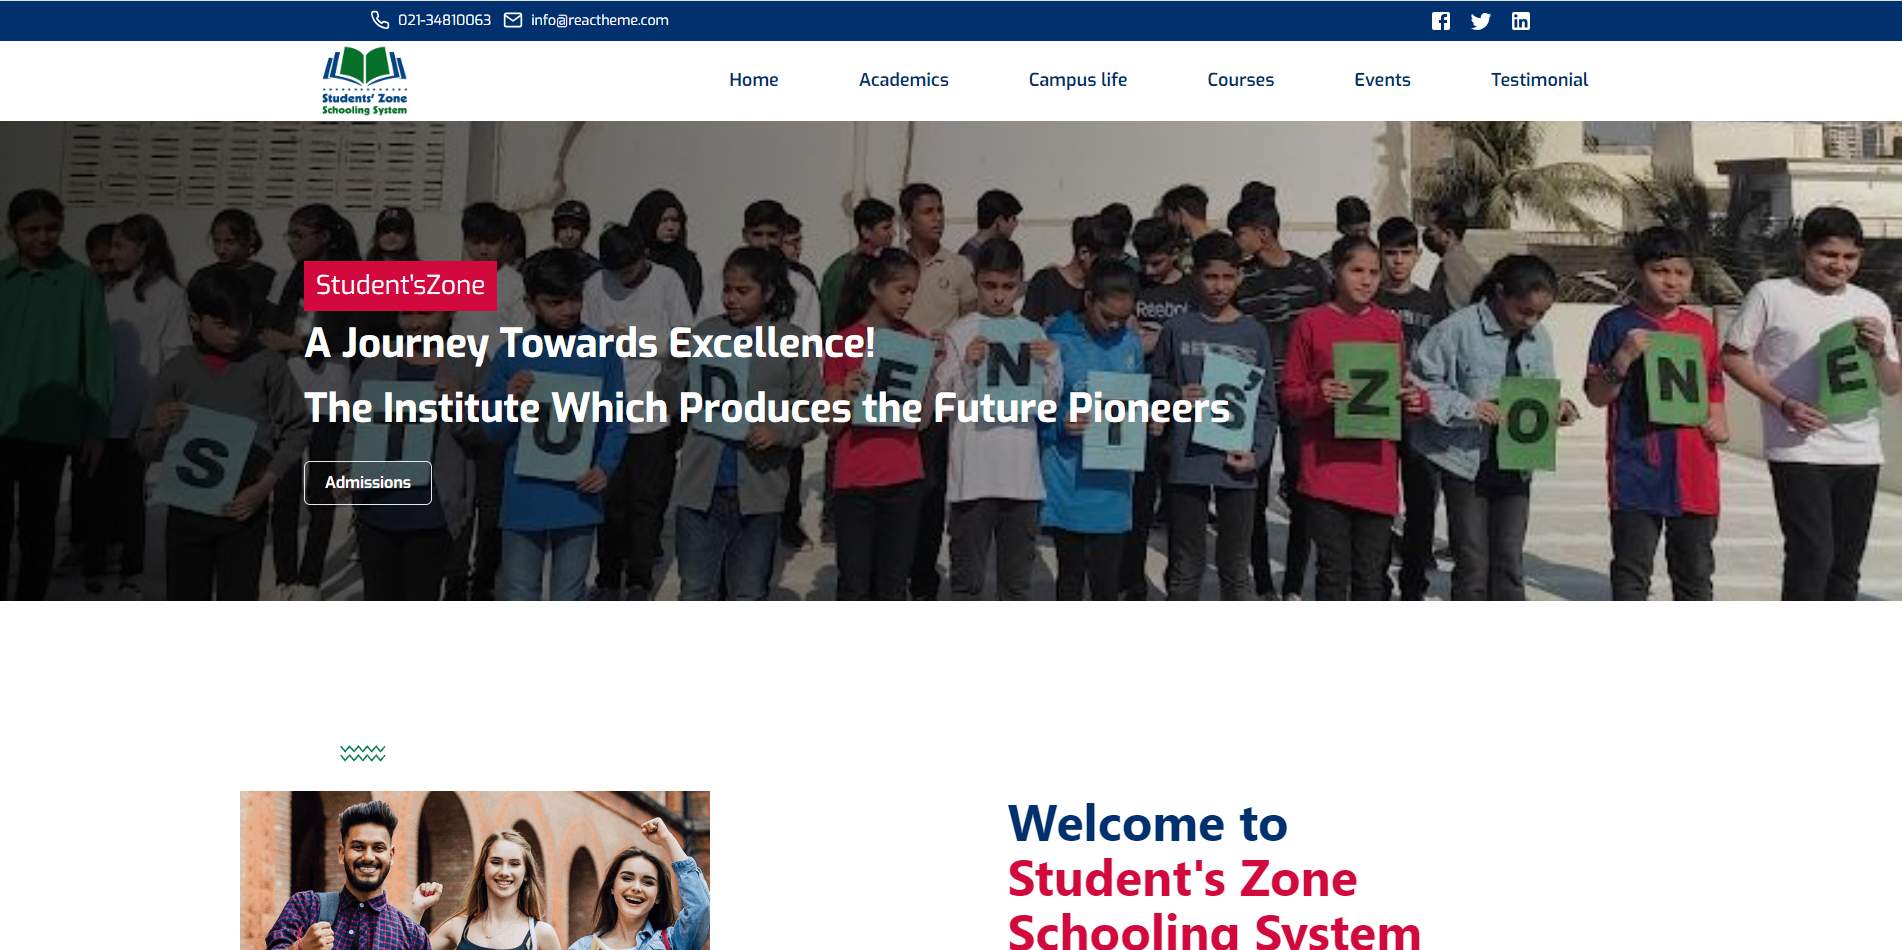 021-34810063 info@reactheme.com
Students' Zone
Schooling System
Home Academics Campus life Courses Events Testimonial
Student'sZone
A Journey Towards Excellence!
The Institute Which Produces the Future Pioneers
Admissions
Reebok
S T U D E N T S' Z O N E
Welcome to
Student's Zone
Schooling System